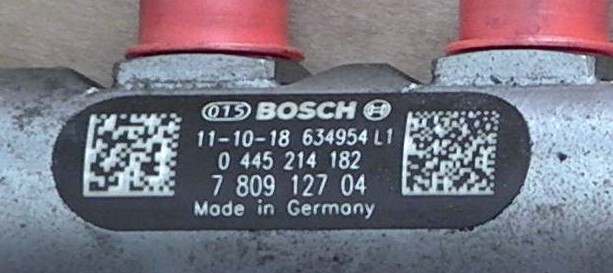 015 BOSCH
11-10-18 634954 L1
0 445 214 182
7 809 127 04
Made in Germany